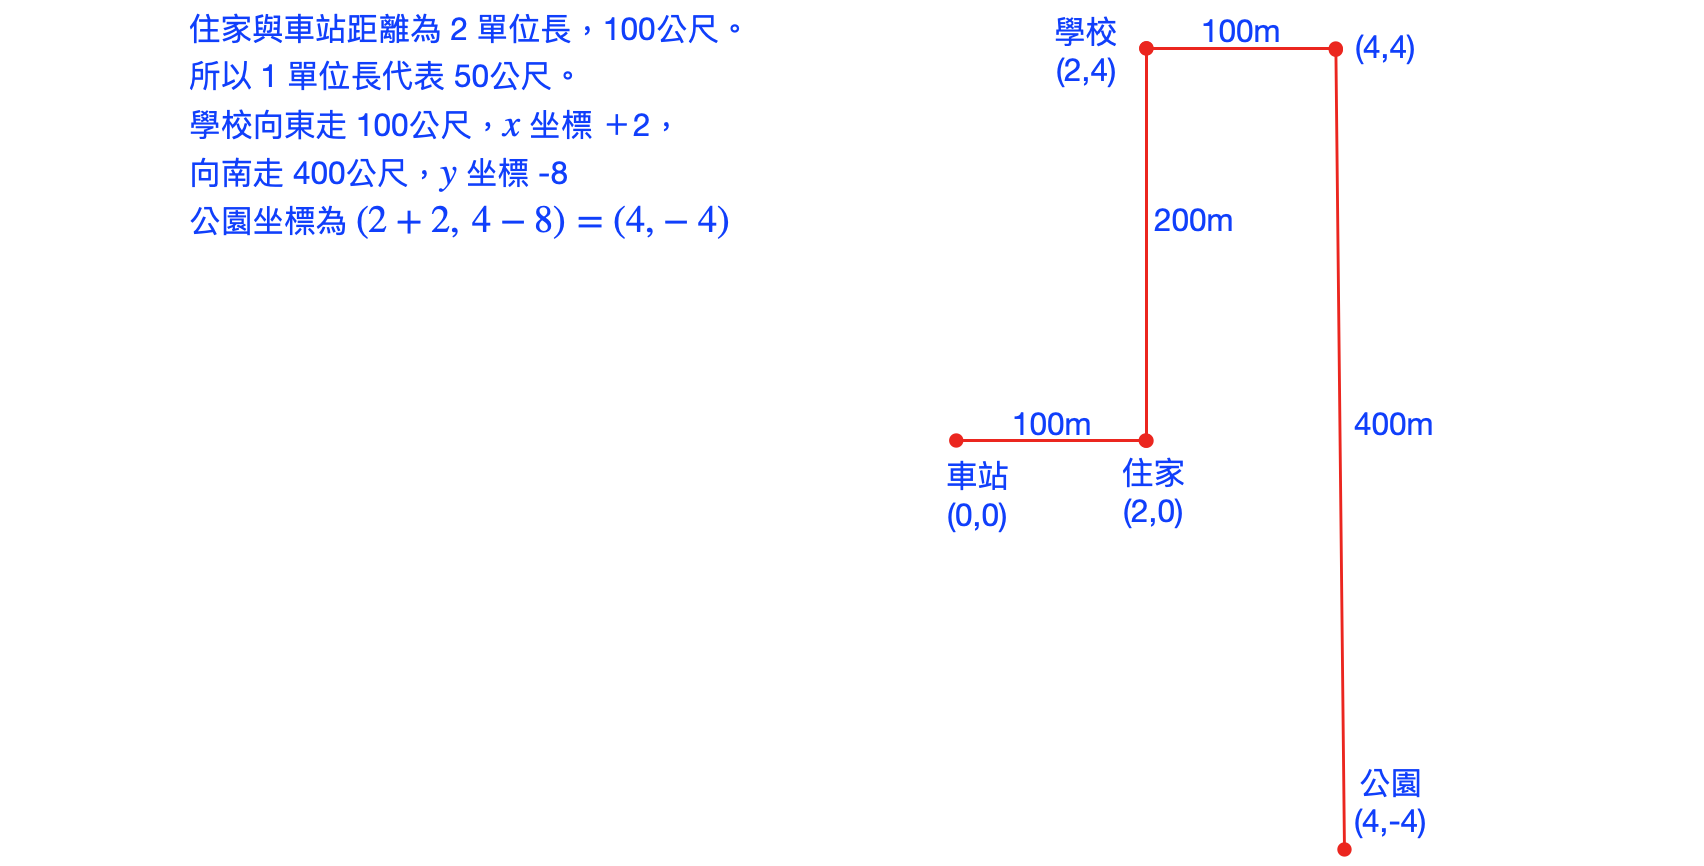 住家與車站距離為 2 單位長，100公尺。
所以 1 單位長代表 50公尺。
學校向東走 100公尺，x 坐標 ＋2，
向南走 400公尺，y 坐標 -8
公園坐標為 (2 + 2, 4 − 8) = (4, − 4)
學校
(2,4)
100m
(4,4)
200m
100m
400m
車站
(0,0)
住家
(2,0)
公園
(4,-4)